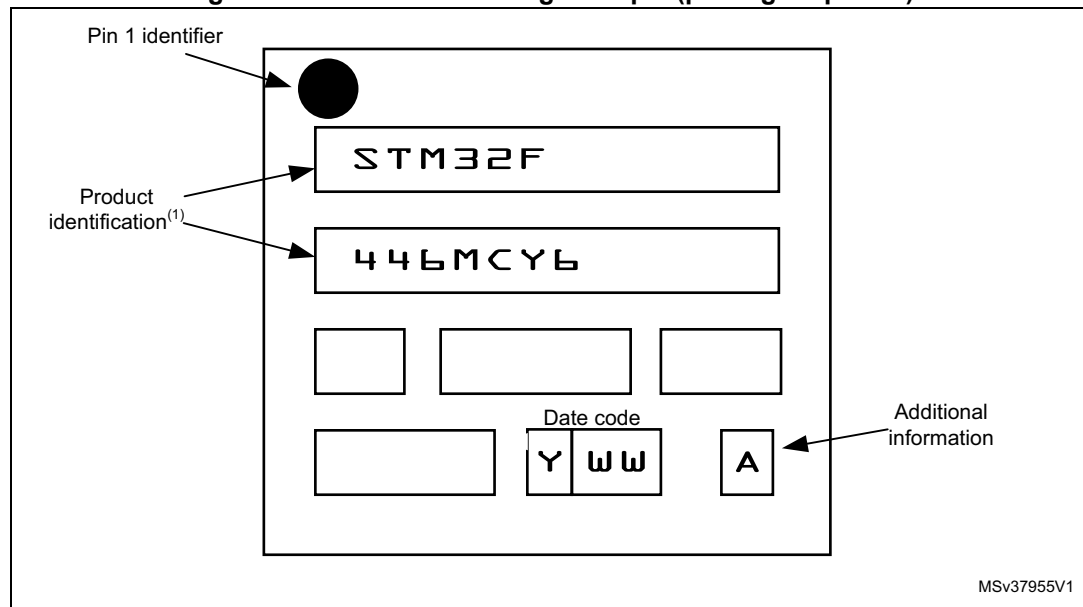 Pin 1 identifier
STM32F
Product
identification(1)
446MCY6
Date code
Y WW
A
Additional
information
MSv37955V1